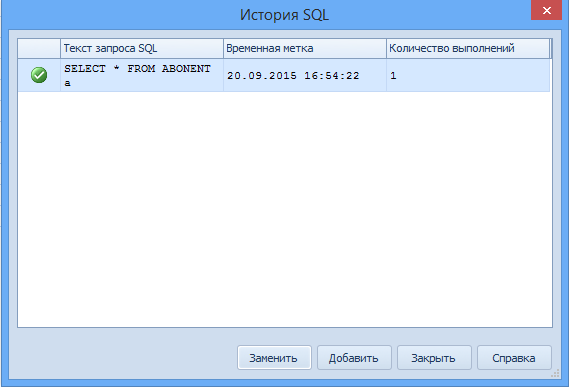 История SQL
Текст запроса SQL Временная метка Количество выполнений
SELECT * FROM ABONENT
a
20.09.2015 16:54:22 1
Заменить Добавить Закрыть Справка